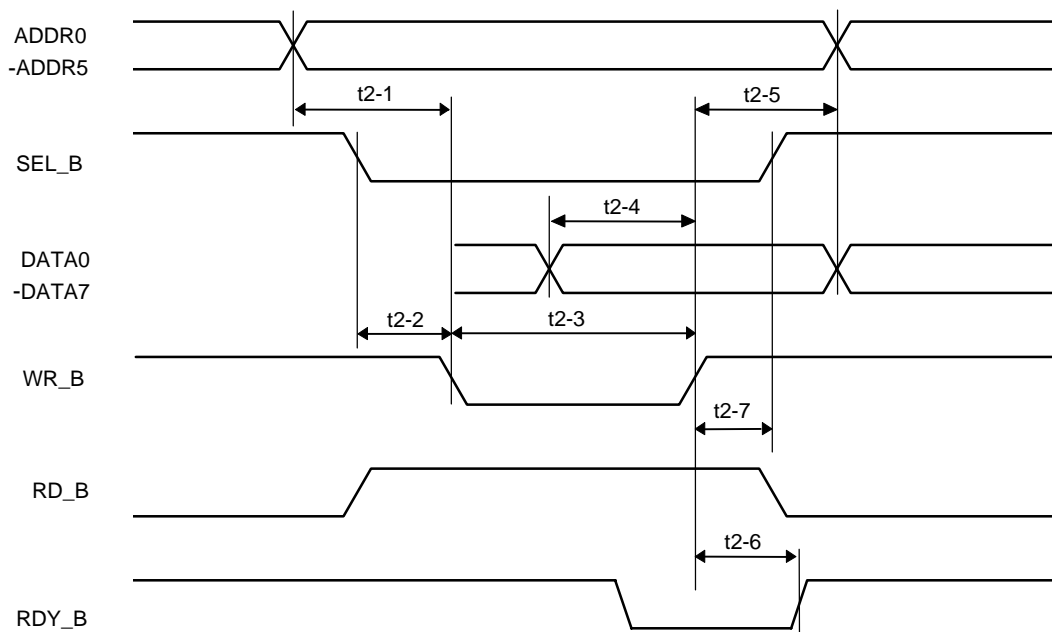 ADDR0
-ADDR5
t2-1
t2-5
SEL_B
t2-4
DATA0
-DATA7
t2-2
t2-3
WR_B
t2-7
RD_B
t2-6
RDY_B